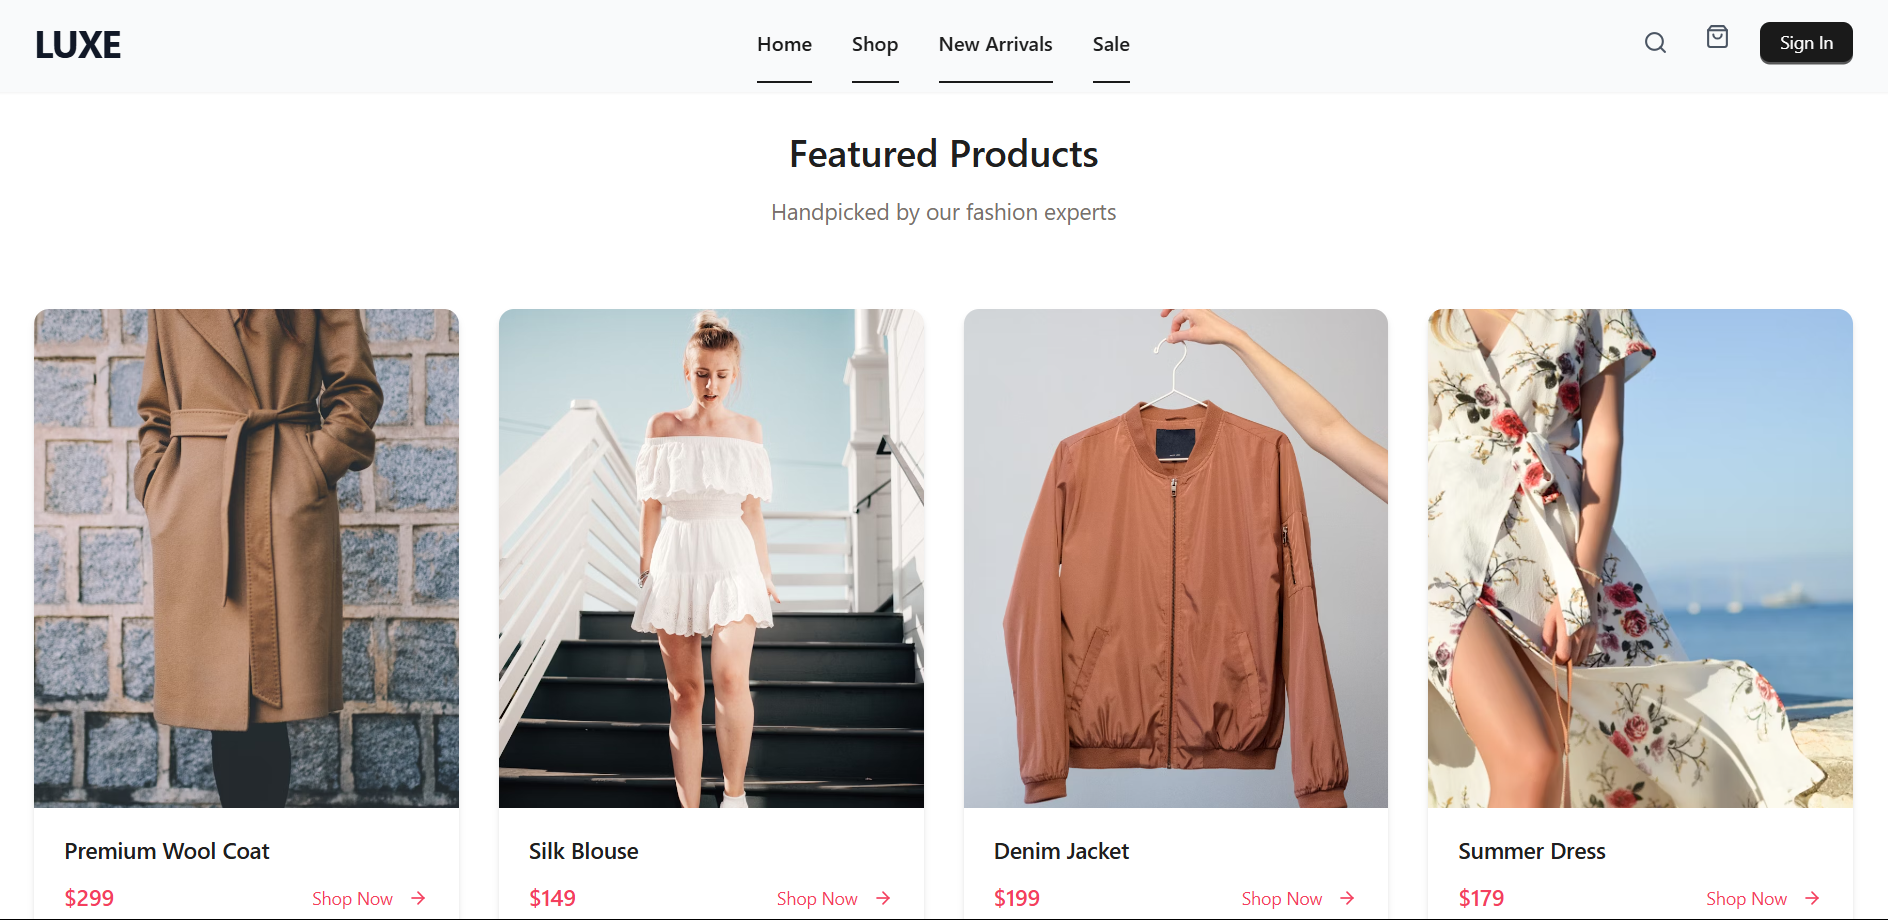 LUXE
Home Shop New Arrivals Sale
Sign In
Featured Products
Handpicked by our fashion experts
Premium Wool Coat
$299 Shop Now
Silk Blouse
$149 Shop Now
Denim Jacket
$199 Shop Now
Summer Dress
$179 Shop Now